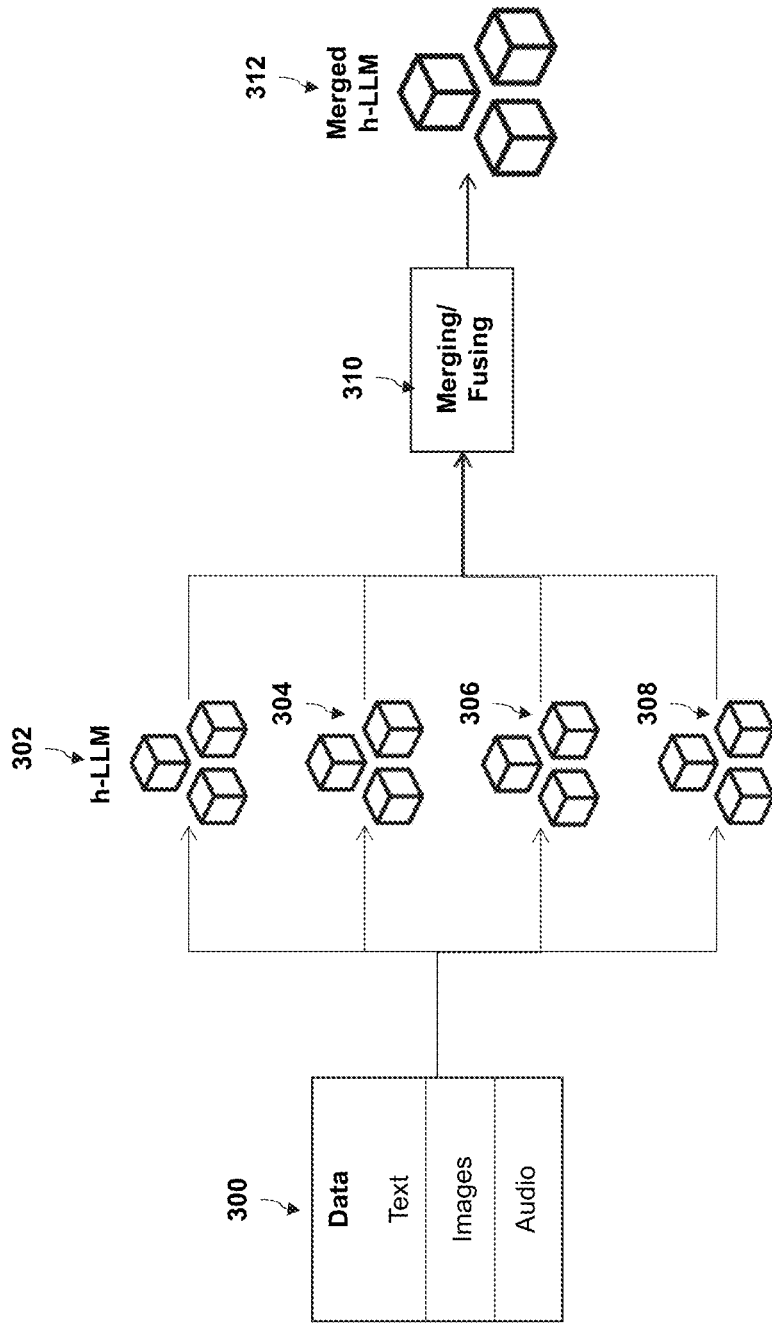 300
Data
Text
Images
Audio
302
h-LLM
304
306
308
310
Merging/
Fusing
312
Merged
h-LLM